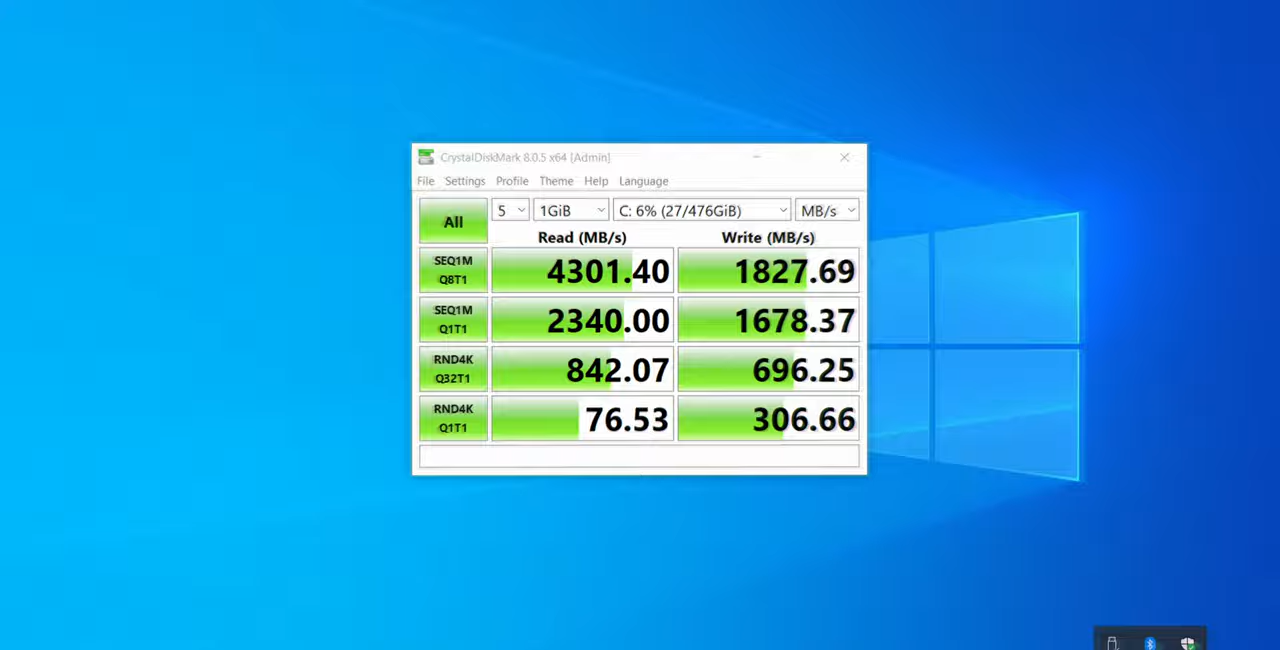 CrystalDiskMark 8.0.5 x64 [Admin]
File Settings Profile Theme Help Language
All 5 1GiB C: 6% (27/476GiB) MB/s
Read (MB/s) Write (MB/s)
SEQ1M
Q8T1 4301.40 1827.69
SEQ1M
Q1T1 2340.00 1678.37
RND4K
Q32T1 842.07 696.25
RND4K
Q1T1 76.53 306.66